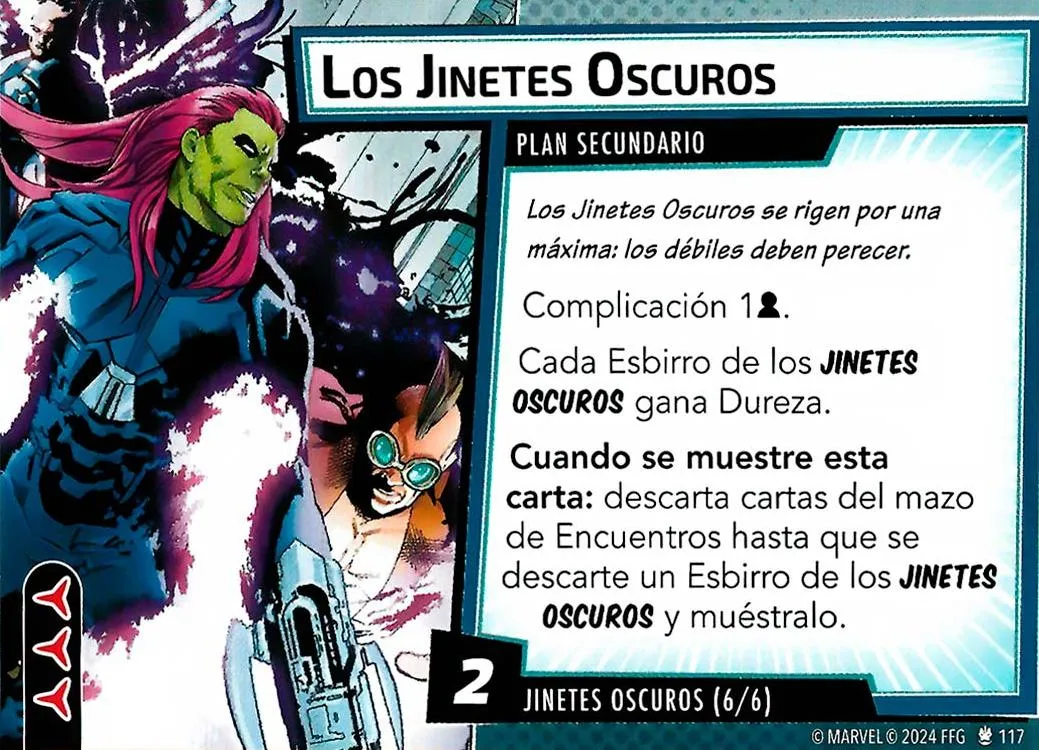 Los Jinetes Oscuros
PLAN SECUNDARIO
Los Jinetes Oscuros se rigen por una
máxima: los débiles deben perecer.
Complicación 1.
Cada Esbirro de los JINETES
OSCUROS gana Dureza.
Cuando se muestre esta
carta: descarta cartas del mazo
de Encuentros hasta que se
descarte un Esbirro de los JINETES
OSCUROS y muéstralo.
2
JINETES OSCUROS (6/6)
© MARVEL © 2024 FFG 117